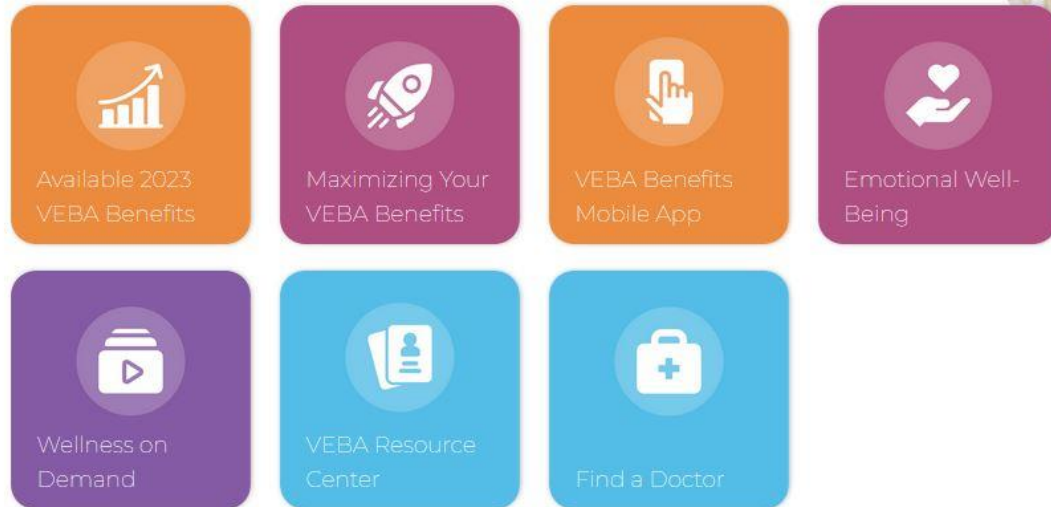 Available 2023
VEBA Benefits
Maximizing Your
VEBA Benefits
VEBA Benefits
Mobile App
Emotional Well-
Being
Wellness on
Demand
VEBA Resource
Center
Find a Doctor